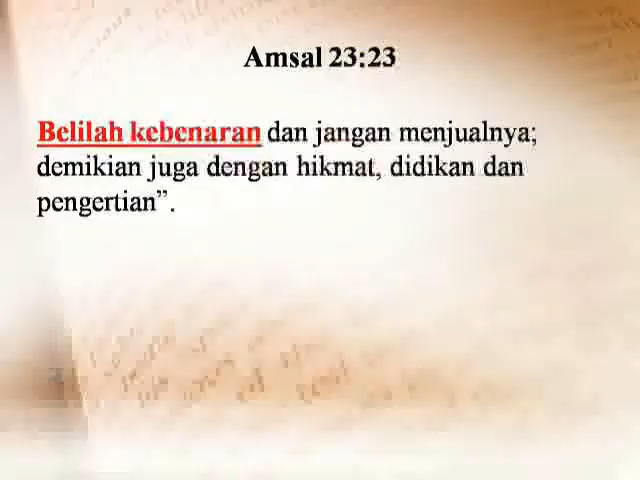 Amsal 23:23
Belilah kebenaran dan jangan menjualnya;
demikian juga dengan hikmat, didikan dan
pengertian”.